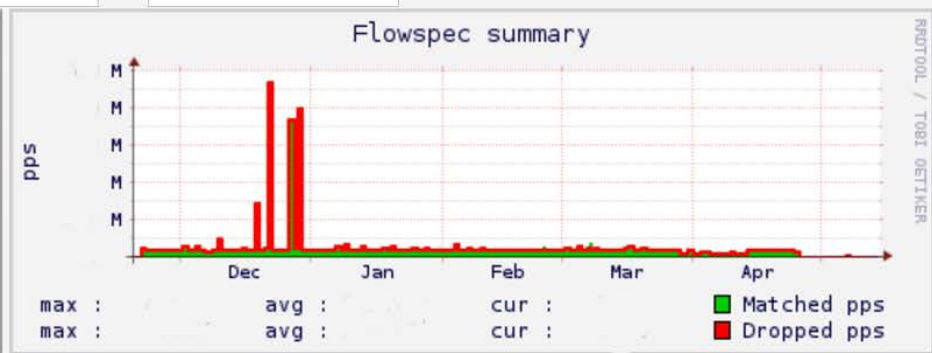 Flowspec summary
RRDTOOL / TOBI OETIKER
pps
M
M
M
M
M
Dec Jan Feb Mar Apr
max : avg : cur : Matched pps
max : avg : cur : Dropped pps